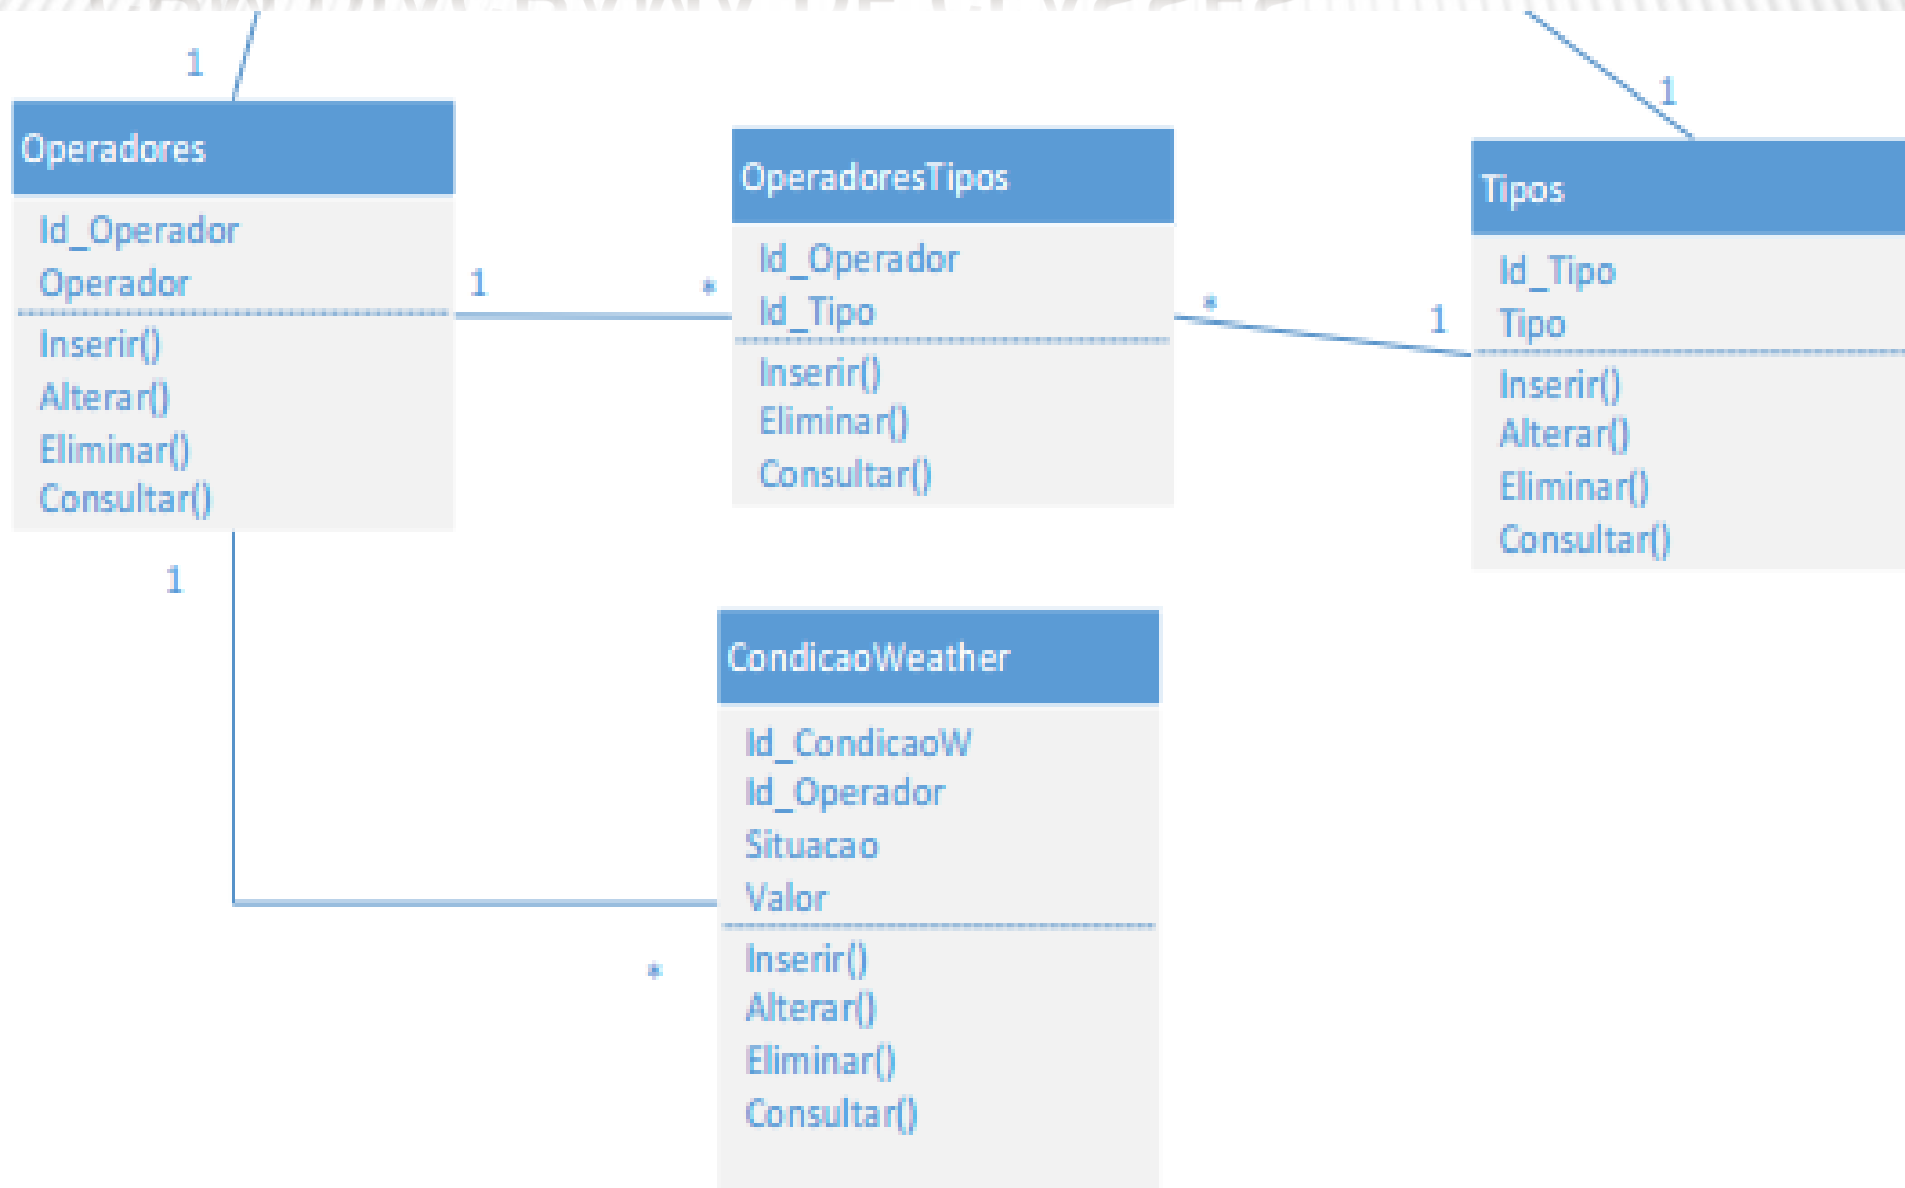 1
1
Operadores
Id_Operador
Operador
Inserir()
Alterar()
Eliminar()
Consultar()
1
*
OperadoresTipos
Id_Operador
Id_Tipo
Inserir()
Eliminar()
Consultar()
*
1
Tipos
Id_Tipo
Tipo
Inserir()
Alterar()
Eliminar()
Consultar()
1
*
CondicaoWeather
Id_CondicaoW
Id_Operador
Situacao
Valor
Inserir()
Alterar()
Eliminar()
Consultar()